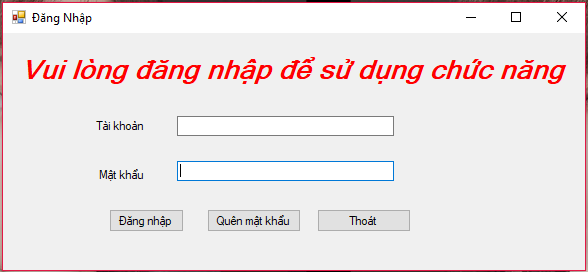 Đăng Nhập
Vui lòng đăng nhập để sử dụng chức năng
Tài khoản
Mật khẩu
Đăng nhập Quên mật khẩu Thoát